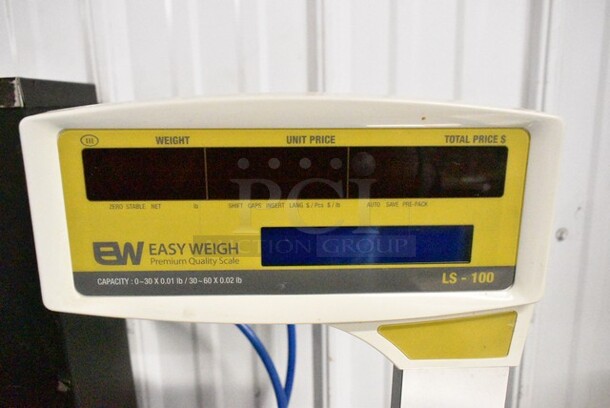 III WEIGHT UNIT PRICE TOTAL PRICE $
ZERO STABLE NET lb SHIFT CAPS INSERT LANG $/Pcs $/lb AUTO SAVE PRE-PACK
PCI
AUCTION GROUP
EW EASY WEIGH
Premium Quality Scale
CAPACITY : 0~30 X 0.01 lb / 30~60 X 0.02 lb LS - 100